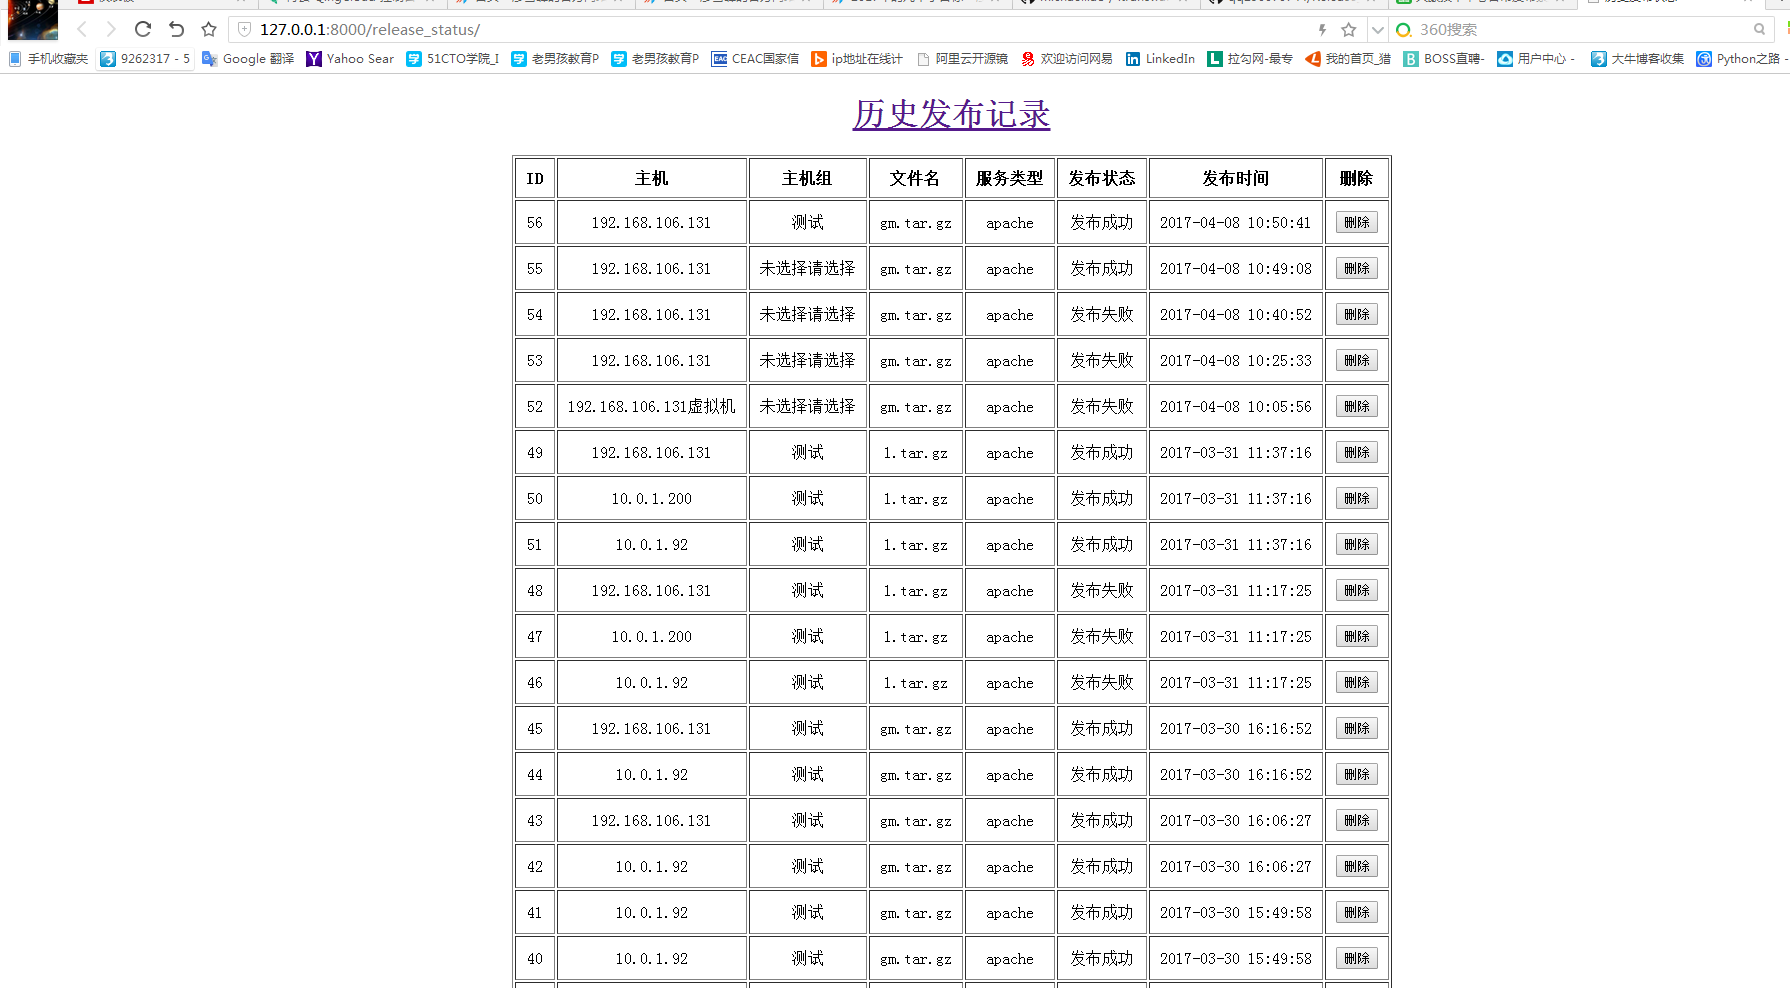 127.0.0.1:8000/release_status/
360搜索
手机收藏夹 9262317 - 5 Google 翻译 Yahoo Sear 51CTO学院_I 老男孩教育P 老男孩教育P CEAC国家信 ip地址在线计 阿里云开源镜 欢迎访问网易 LinkedIn 拉勾网-最专 我的首页_猎 BOSS直聘- 用户中心 - 大牛博客收集 Python之路 -
历史发布记录
ID 主机 主机组 文件名 服务类型 发布状态 发布时间 删除
56 192.168.106.131 测试 gm.tar.gz apache 发布成功 2017-04-08 10:50:41 删除
55 192.168.106.131 未选择请选择 gm.tar.gz apache 发布成功 2017-04-08 10:49:08 删除
54 192.168.106.131 未选择请选择 gm.tar.gz apache 发布失败 2017-04-08 10:40:52 删除
53 192.168.106.131 未选择请选择 gm.tar.gz apache 发布失败 2017-04-08 10:25:33 删除
52 192.168.106.131虚拟机 未选择请选择 gm.tar.gz apache 发布失败 2017-04-08 10:05:56 删除
49 192.168.106.131 测试 1.tar.gz apache 发布成功 2017-03-31 11:37:16 删除
50 10.0.1.200 测试 1.tar.gz apache 发布成功 2017-03-31 11:37:16 删除
51 10.0.1.92 测试 1.tar.gz apache 发布成功 2017-03-31 11:37:16 删除
48 192.168.106.131 测试 1.tar.gz apache 发布失败 2017-03-31 11:17:25 删除
47 10.0.1.200 测试 1.tar.gz apache 发布失败 2017-03-31 11:17:25 删除
46 10.0.1.92 测试 1.tar.gz apache 发布失败 2017-03-31 11:17:25 删除
45 192.168.106.131 测试 gm.tar.gz apache 发布成功 2017-03-30 16:16:52 删除
44 10.0.1.92 测试 gm.tar.gz apache 发布成功 2017-03-30 16:16:52 删除
43 192.168.106.131 测试 gm.tar.gz apache 发布成功 2017-03-30 16:06:27 删除
42 10.0.1.92 测试 gm.tar.gz apache 发布成功 2017-03-30 16:06:27 删除
41 10.0.1.92 测试 gm.tar.gz apache 发布成功 2017-03-30 15:49:58 删除
40 10.0.1.92 测试 gm.tar.gz apache 发布成功 2017-03-30 15:49:58 删除